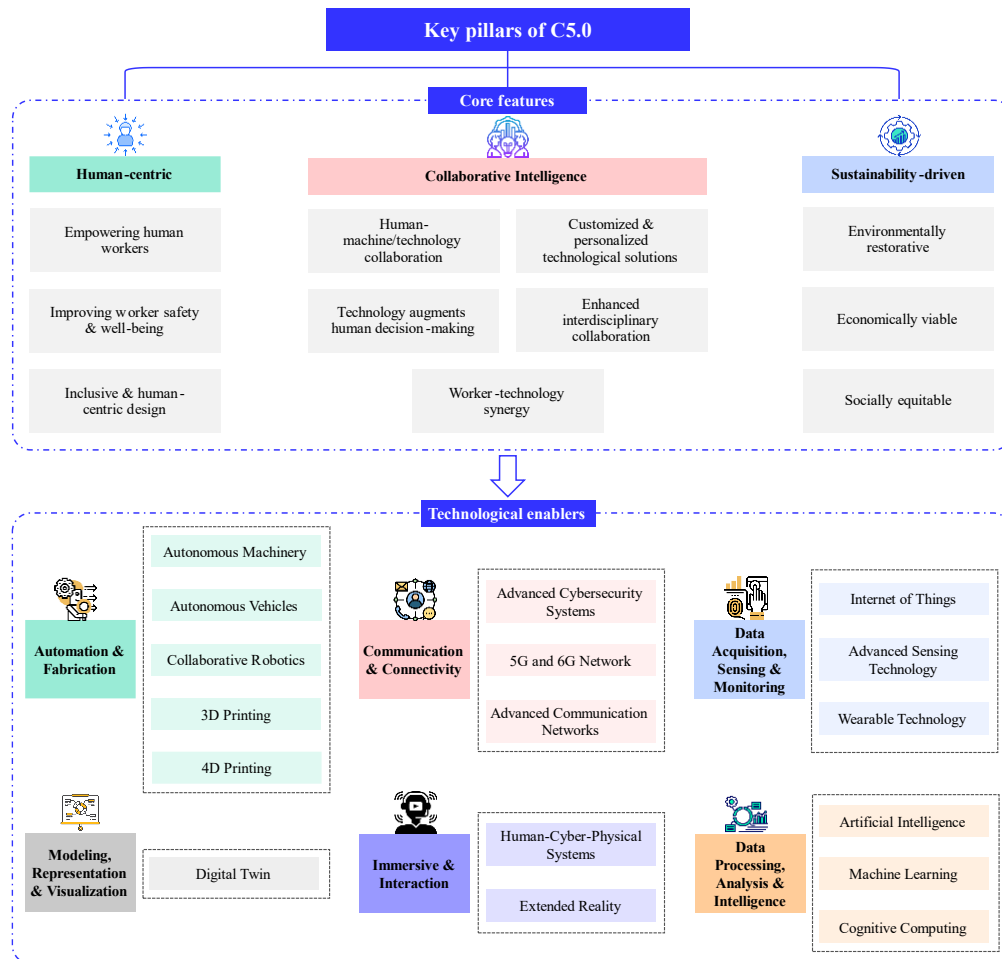 Key pillars of C5.0
Core features
Human-centric
Empowering human
workers
Improving worker safety
& well-being
Inclusive & human-
centric design
Collaborative Intelligence
Human-
machine/technology
collaboration
Customized &
personalized
technological solutions
Technology augments
human decision-making
Enhanced
interdisciplinary
collaboration
Worker-technology
synergy
Sustainability-driven
Environmentally
restorative
Economically viable
Socially equitable
Technological enablers
Automation &
Fabrication
Autonomous Machinery
Autonomous Vehicles
Collaborative Robotics
3D Printing
4D Printing
Communication
& Connectivity
Advanced Cybersecurity
Systems
5G and 6G Network
Advanced Communication
Networks
Data
Acquisition,
Sensing &
Monitoring
Internet of Things
Advanced Sensing
Technology
Wearable Technology
Modeling,
Representation
& Visualization
Digital Twin
Immersive &
Interaction
Human-Cyber-Physical
Systems
Extended Reality
Data
Processing,
Analysis &
Intelligence
Artificial Intelligence
Machine Learning
Cognitive Computing